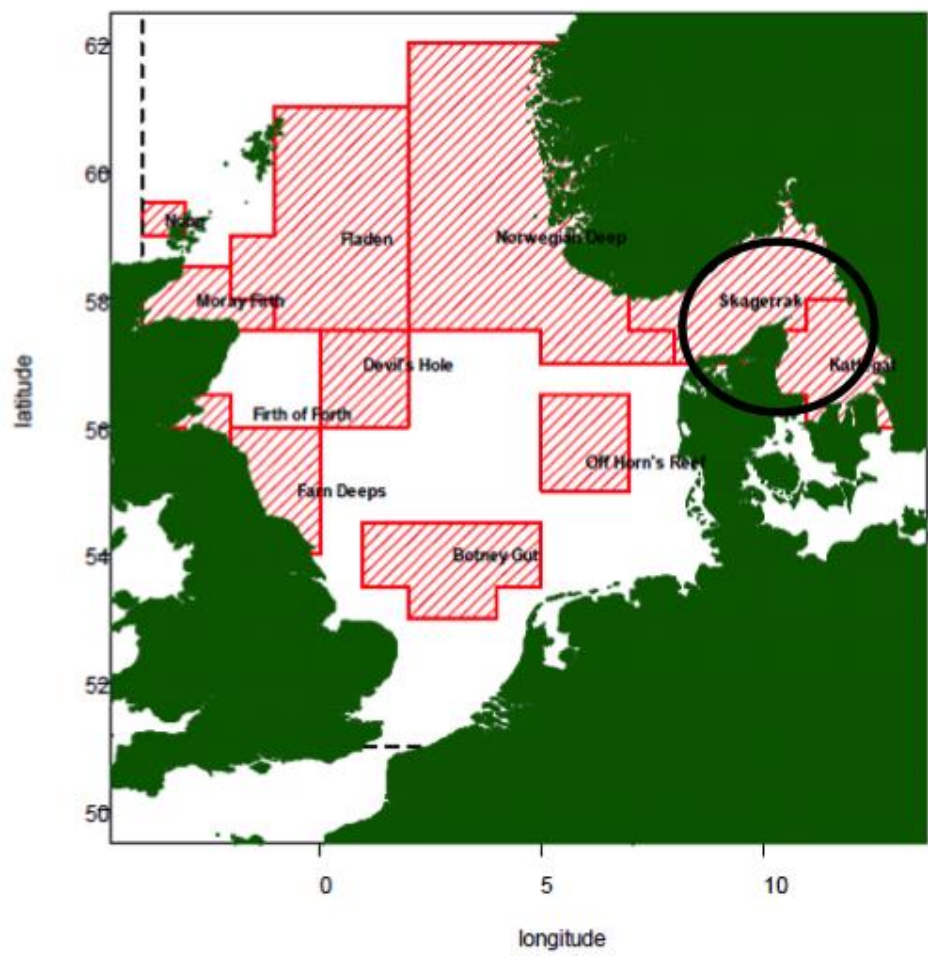 62
60
Noup
Fladen
Norwegian Deep
58
Moray Firth
Skagerrak
Devil's Hole
Kattegat
latitude
56
Firth of Forth
Off Horn's Reef
Farn Deeps
54
Botney Gut
52
50
0
5
10
longitude